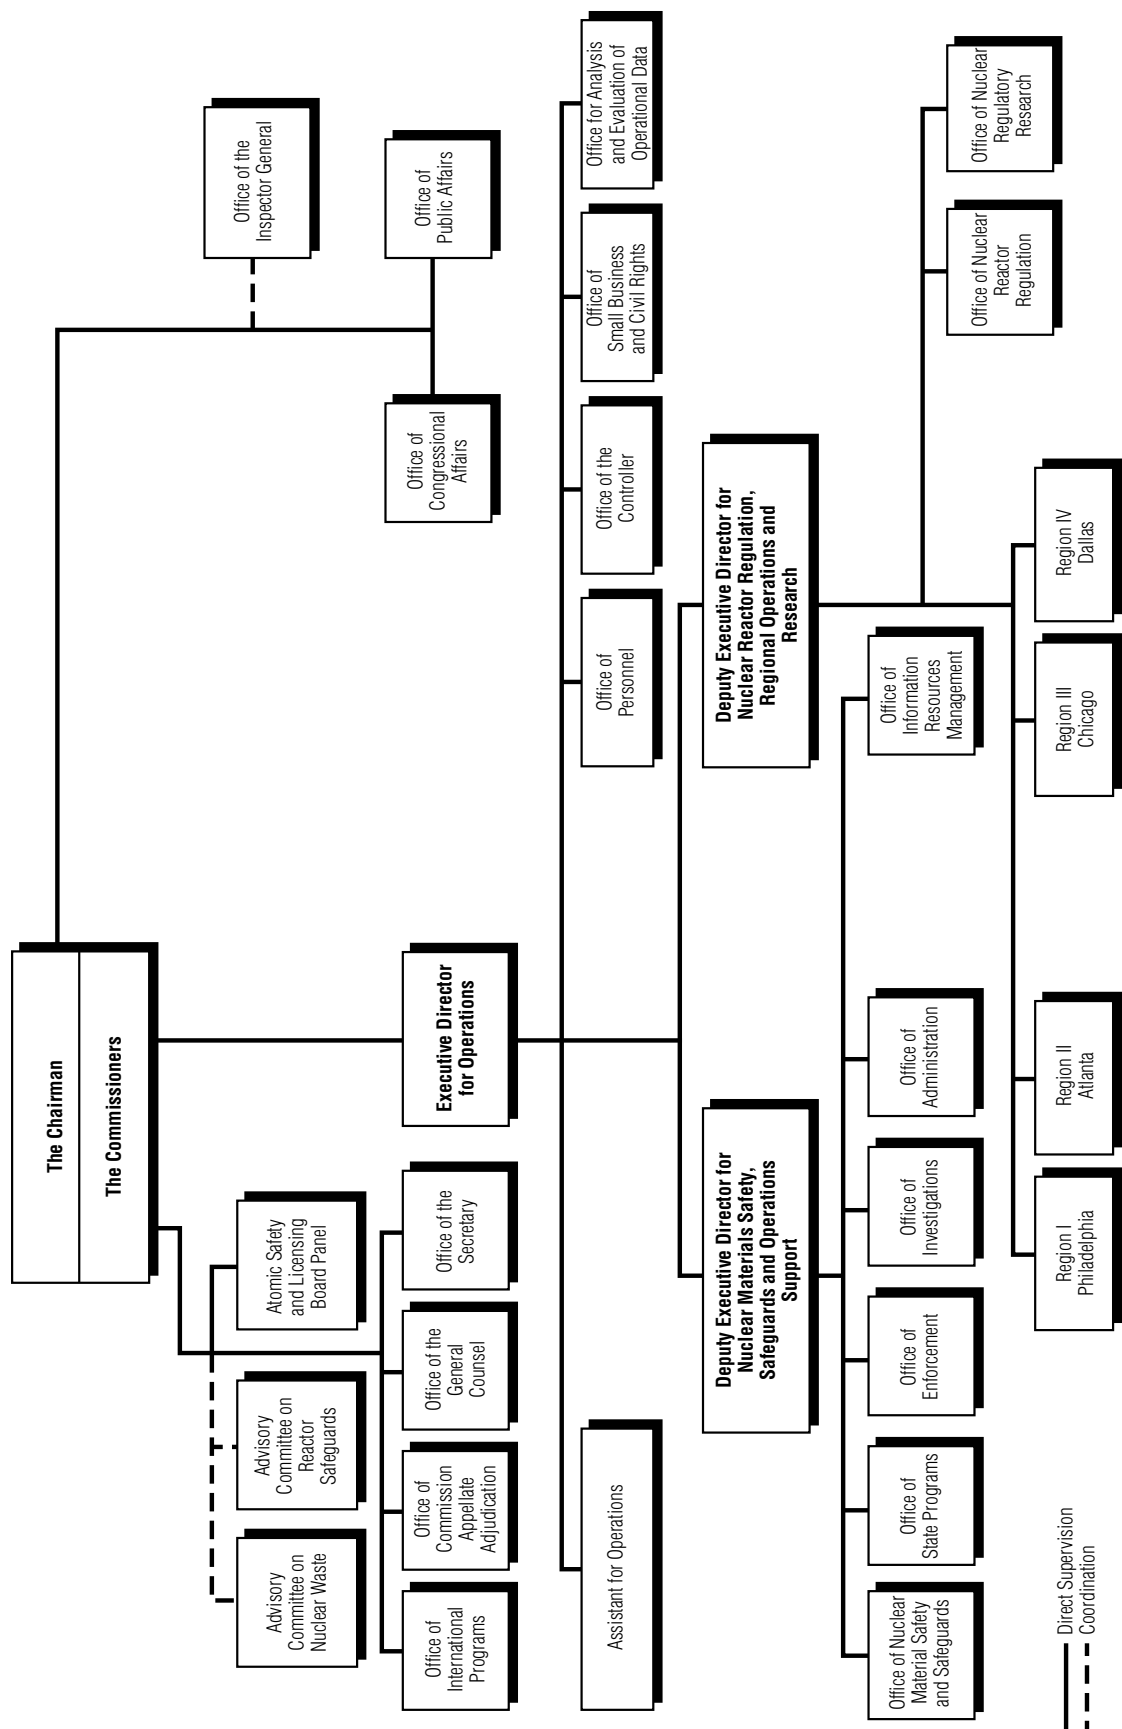 The Chairman
The Commissioners
Office of the
Inspector General
Office of
Congressional
Affairs
Office of
Public Affairs
Advisory
Committee on
Nuclear Waste
Advisory
Committee on
Reactor
Safeguards
Atomic Safety
and Licensing
Board Panel
Office of
International
Programs
Office of
Commission
Appellate
Adjudication
Office of the
General
Counsel
Office of the
Secretary
Executive Director
for Operations
Assistant for Operations
Office of
Personnel
Office of the
Controller
Office of
Small Business
and Civil Rights
Office for Analysis
and Evaluation of
Operational Data
Deputy Executive Director for
Nuclear Materials Safety,
Safeguards and Operations
Support
Deputy Executive Director for
Nuclear Reactor Regulation,
Regional Operations and
Research
Office of Nuclear
Material Safety
and Safeguards
Office of
State Programs
Office of
Enforcement
Office of
Investigations
Office of
Administration
Office of
Information
Resources
Management
Office of Nuclear
Reactor
Regulation
Office of Nuclear
Regulatory
Research
Region I
Philadelphia
Region II
Atlanta
Region III
Chicago
Region IV
Dallas
Direct Supervision
Coordination